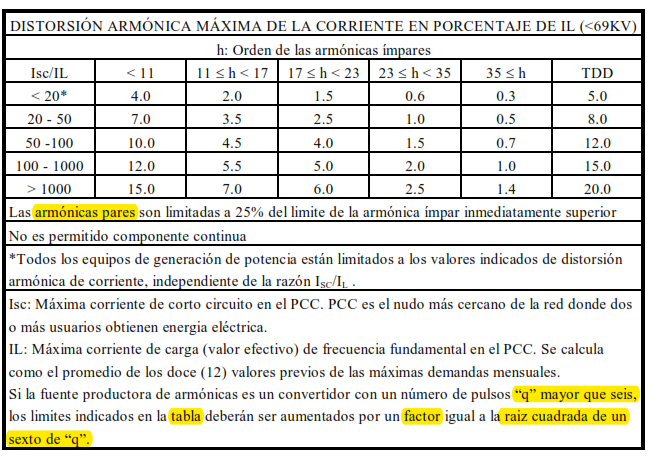 DISTORSIÓN ARMÓNICA MÁXIMA DE LA CORRIENTE EN PORCENTAJE DE IL (<69KV)
h: Orden de las armónicas ímpares
Isc/IL < 11 11 ≤ h < 17 17 ≤ h < 23 23 ≤ h < 35 35 ≤ h TDD
< 20* 4.0 2.0 1.5 0.6 0.3 5.0
20 - 50 7.0 3.5 2.5 1.0 0.5 8.0
50 -100 10.0 4.5 4.0 1.5 0.7 12.0
100 - 1000 12.0 5.5 5.0 2.0 1.0 15.0
> 1000 15.0 7.0 6.0 2.5 1.4 20.0
Las armónicas pares son limitadas a 25% del limite de la armónica ímpar inmediatamente superior
No es permitido componente continua
*Todos los equipos de generación de potencia están limitados a los valores indicados de distorsión
armónica de corriente, independiente de la razón ISC/IL .
Isc: Máxima corriente de corto circuito en el PCC. PCC es el nudo más cercano de la red donde dos
o más usuarios obtienen energia eléctrica.
IL: Máxima corriente de carga (valor efectivo) de frecuencia fundamental en el PCC. Se calcula
como el promedio de los doce (12) valores previos de las máximas demandas mensuales.
Si la fuente productora de armónicas es un convertidor con un número de pulsos “q” mayor que seis,
los limites indicados en la tabla deberán ser aumentados por un factor igual a la raiz cuadrada de un
sexto de “q”.